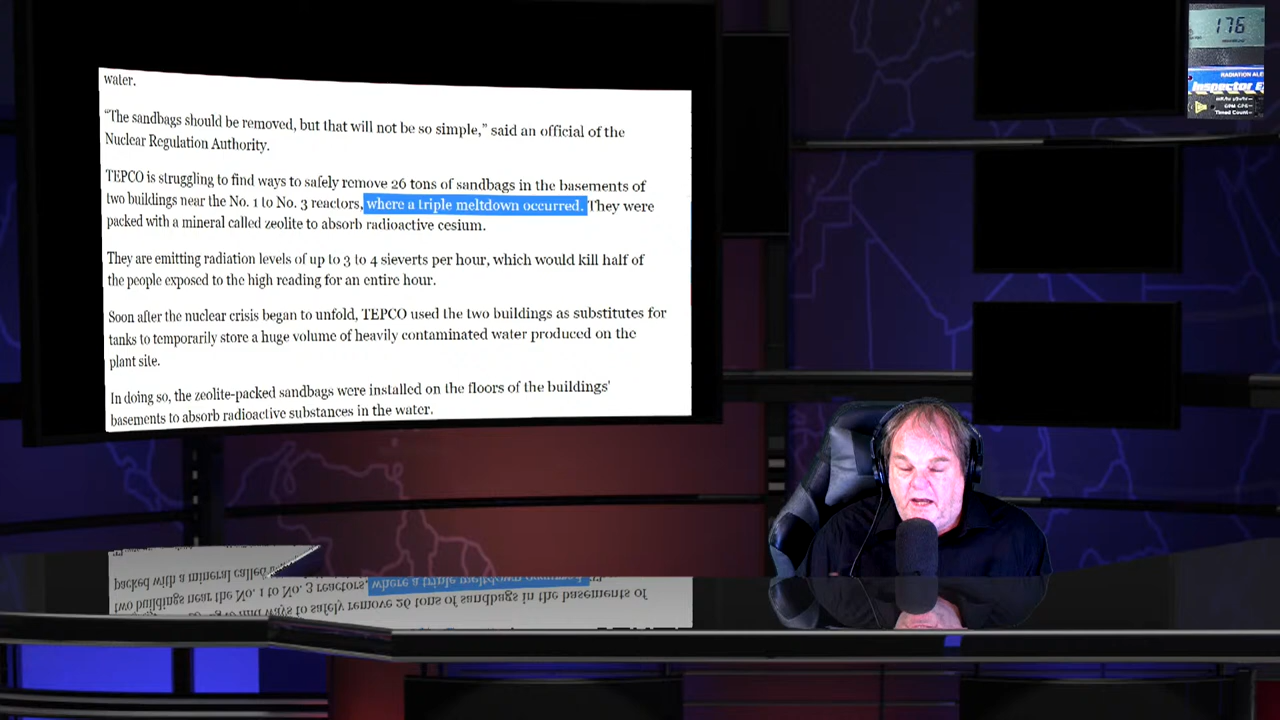 water.
“The sandbags should be removed, but that will not be so simple,” said an official of the
Nuclear Regulation Authority.
TEPCO is struggling to find ways to safely remove 26 tons of sandbags in the basements of
two buildings near the No. 1 to No. 3 reactors, where a triple meltdown occurred. They were
packed with a mineral called zeolite to absorb radioactive cesium.
They are emitting radiation levels of up to 3 to 4 sieverts per hour, which would kill half of
the people exposed to the high reading for an entire hour.
Soon after the nuclear crisis began to unfold, TEPCO used the two buildings as substitutes for
tanks to temporarily store a huge volume of heavily contaminated water produced on the
plant site.
In doing so, the zeolite-packed sandbags were installed on the floors of the buildings'
basements to absorb radioactive substances in the water.
176
RADIATION ALE
Inspector E
Timed Count